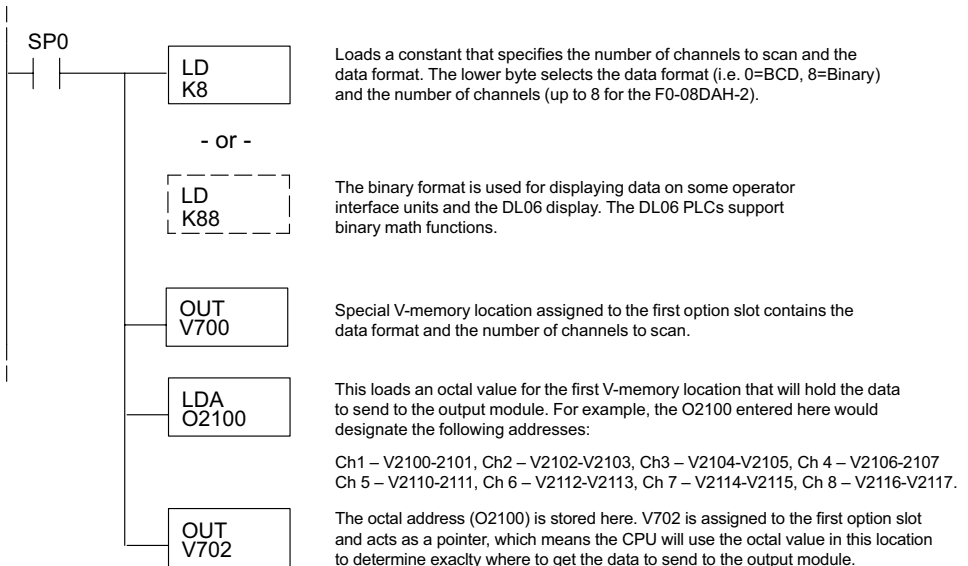 SP0
LD
K8
Loads a constant that specifies the number of channels to scan and the
data format. The lower byte selects the data format (i.e. 0=BCD, 8=Binary)
and the number of channels (up to 8 for the F0-08DAH-2).
- or -
LD
K88
The binary format is used for displaying data on some operator
interface units and the DL06 display. The DL06 PLCs support
binary math functions.
OUT
V700
Special V-memory location assigned to the first option slot contains the
data format and the number of channels to scan.
LDA
O2100
This loads an octal value for the first V-memory location that will hold the data
to send to the output module. For example, the O2100 entered here would
designate the following addresses:
Ch1 – V2100-2101, Ch2 – V2102-V2103, Ch3 – V2104-V2105, Ch 4 – V2106-2107
Ch 5 – V2110-2111, Ch 6 – V2112-V2113, Ch 7 – V2114-V2115, Ch 8 – V2116-V2117.
OUT
V702
The octal address (O2100) is stored here. V702 is assigned to the first option slot
and acts as a pointer, which means the CPU will use the octal value in this location
to determine exaclty where to get the data to send to the output module.